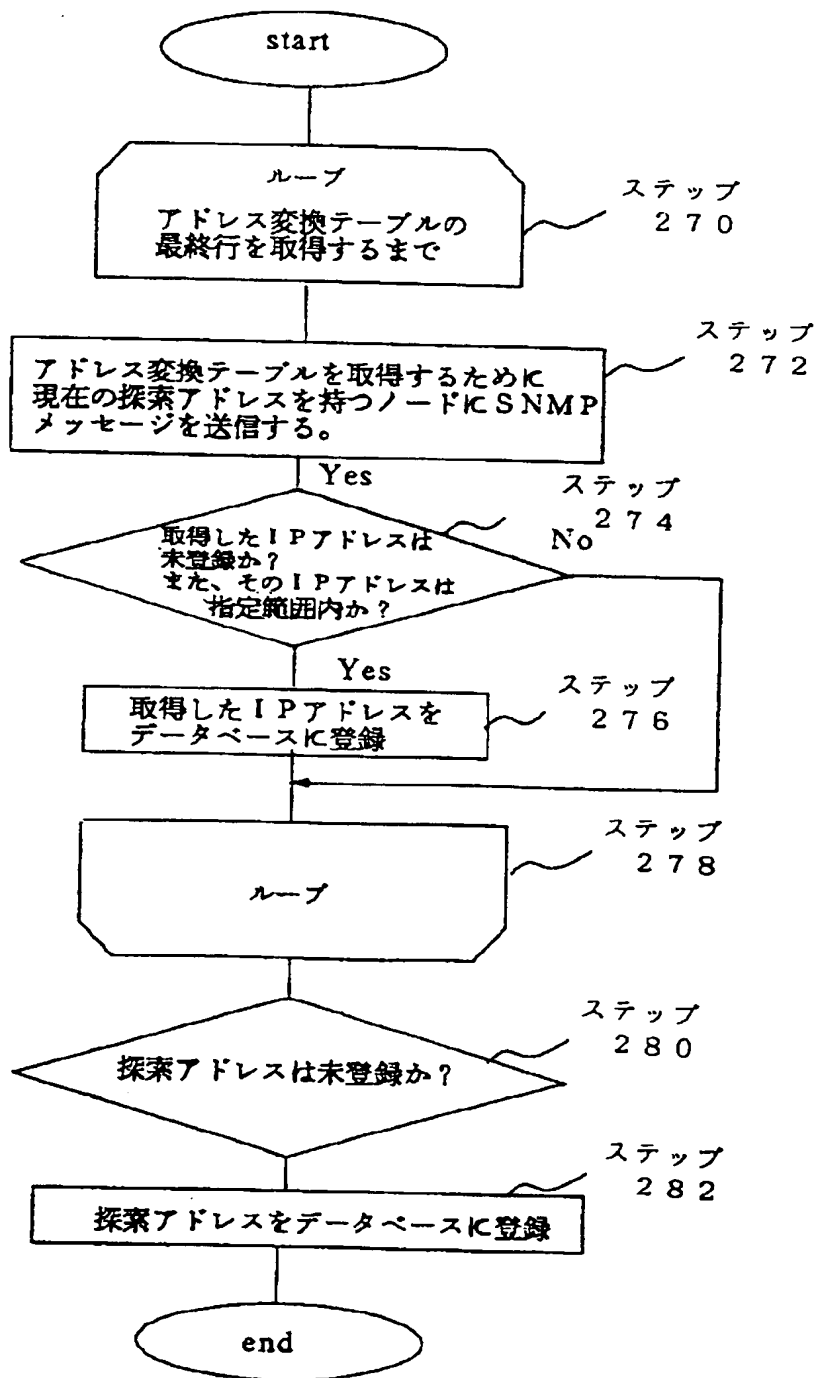 start
ループ
アドレス変換テーブルの
最終行を取得するまで
ステップ
270
ステップ
272
アドレス変換テーブルを取得するために
現在の探索アドレスを持つノードにSNMP
メッセージを送信する。
Yes
ステップ
274
No
取得したIPアドレスは
未登録か?
また、そのIPアドレスは
指定範囲内か?
Yes
ステップ
276
取得したIPアドレスを
データベースに登録
ステップ
278
ループ
ステップ
280
探索アドレスは未登録か?
ステップ
282
探索アドレスをデータベースに登録
end